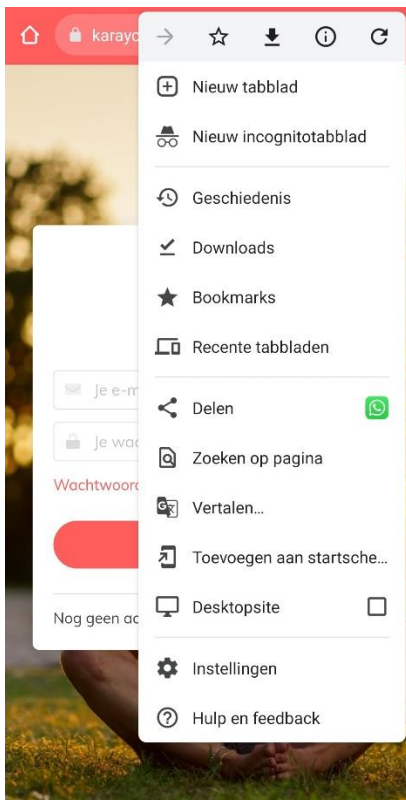 karayo
Nieuw tabblad
Nieuw incognitotabblad
Geschiedenis
Downloads
Bookmarks
Recente tabbladen
Je e-m
Delen
Je wac
Zoeken op pagina
Wachtwoord
Vertalen...
Toevoegen aan startsche...
Desktopsite
Nog geen ac
Instellingen
Hulp en feedback